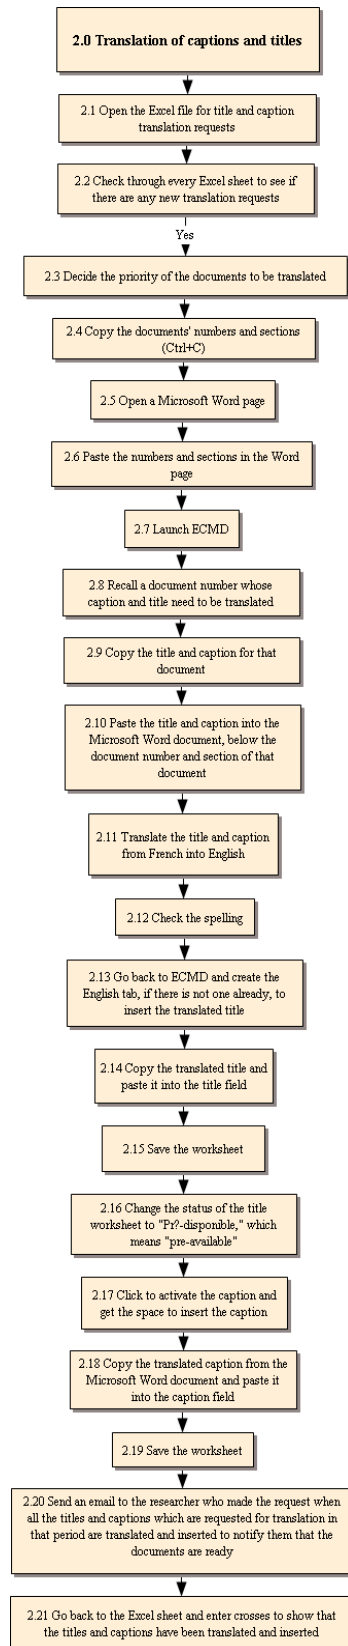 2.0 Translation of captions and titles
2.1 Open the Excel file for title and caption
translation requests
2.2 Check through every Excel sheet to see if
there are any new translation requests
Yes
2.3 Decide the priority of the documents to be translated
2.4 Copy the documents' numbers and sections
(Ctrl+C)
2.5 Open a Microsoft Word page
2.6 Paste the numbers and sections in the Word
page
2.7 Launch ECMD
2.8 Recall a document number whose
caption and title need to be translated
2.9 Copy the title and caption for that
document
2.10 Paste the title and caption into the
Microsoft Word document, below the
document number and section of that
document
2.11 Translate the title and caption
from French into English
2.12 Check the spelling
2.13 Go back to ECMD and create the
English tab, if there is not one already, to
insert the translated title
2.14 Copy the translated title and
paste it into the title field
2.15 Save the worksheet
2.16 Change the status of the title
worksheet to "Pr?-disponible," which
means "pre-available"
2.17 Click to activate the caption and
get the space to insert the caption
2.18 Copy the translated caption from the
Microsoft Word document and paste it
into the caption field
2.19 Save the worksheet
2.20 Send an email to the researcher who made the request when
all the titles and captions which are requested for translation in
that period are translated and inserted to notify them that the
documents are ready
2.21 Go back to the Excel sheet and enter crosses to show that
the titles and captions have been translated and inserted